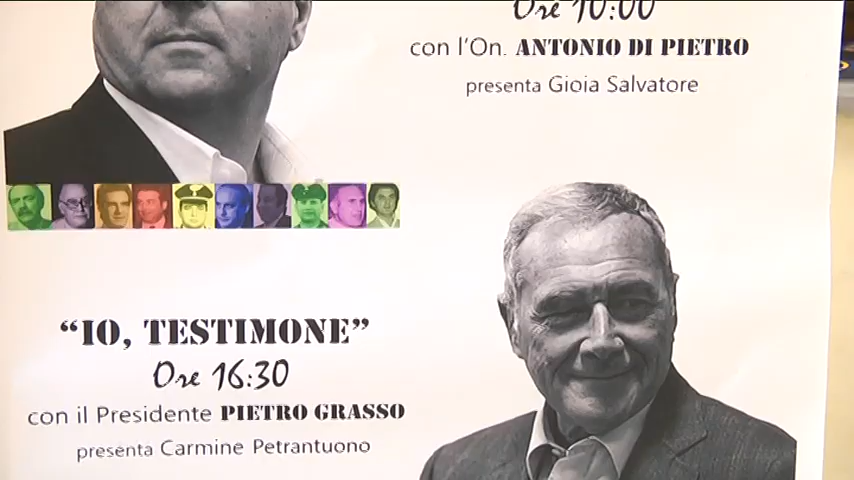 Ore 10:00
con l'On. ANTONIO DI PIETRO
presenta Gioia Salvatore
“IO, TESTIMONE”
Ore 16:30
con il Presidente PIETRO GRASSO
presenta Carmine Petrantuono